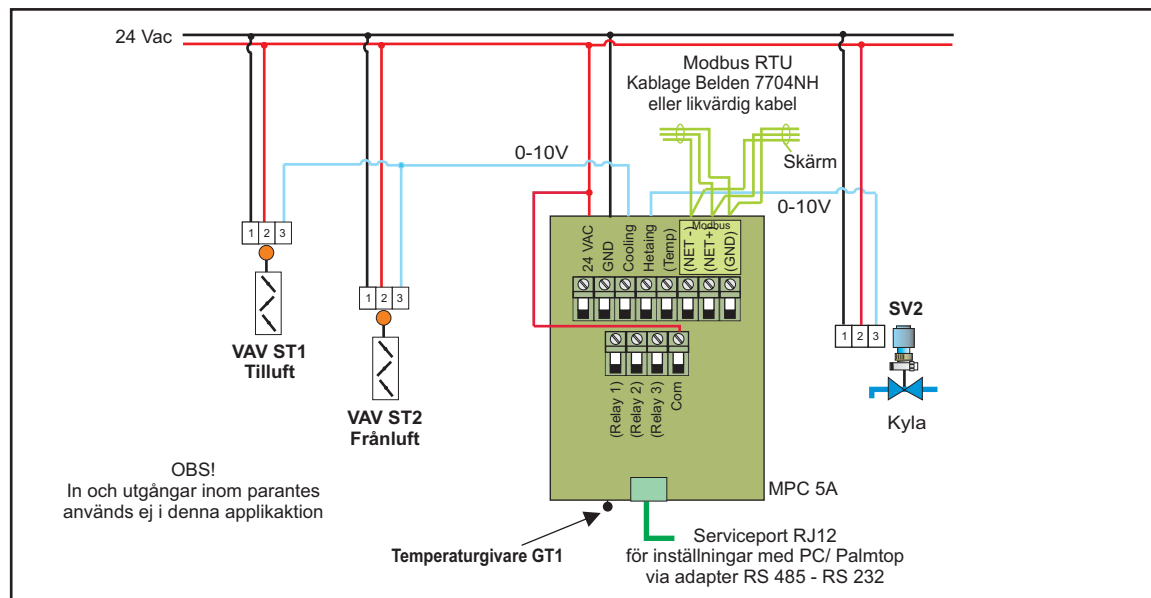 24 Vac
Modbus RTU
Kablage Belden 7704NH
eller likvärdig kabel
Skärm
0-10V
0-10V
1 2 3
VAV ST1
Tilluft
1 2 3
VAV ST2
Frånluft
24 VAC
GND
Cooling
Hetaing
(Temp)
Modbus
(NET -)
(NET+)
(GND)
(Relay 1)
(Relay 2)
(Relay 3)
Com
MPC 5A
SV2
1 2 3
Kyla
OBS!
In och utgångar inom parantes
används ej i denna applikaktion
Temperaturgivare GT1
Serviceport RJ12
för inställningar med PC/ Palmtop
via adapter RS 485 - RS 232